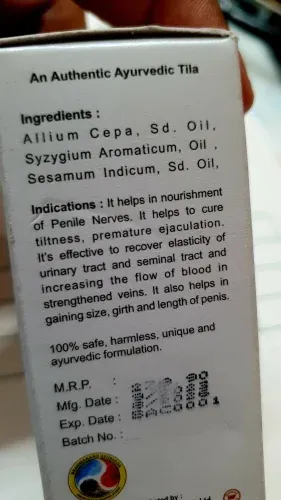 An Authentic Ayurvedic Tila
Ingredients :
Allium Cepa, Sd. Oil,
Syzygium Aromaticum, Oil ,
Sesamum Indicum, Sd. Oil,
Indications : It helps in nourishment
of Penile Nerves. It helps to cure
tiltness, premature ejaculation.
It's effective to recover elasticity of
urinary tract and seminal tract and
increasing the flow of blood in
strengthened veins. It also helps in
gaining size, girth and length of penis.
100% safe, harmless, unique and
ayurvedic formulation.
M.R.P. :
Mfg. Date :
Exp. Date :
Batch No. :
by :
Ltd.